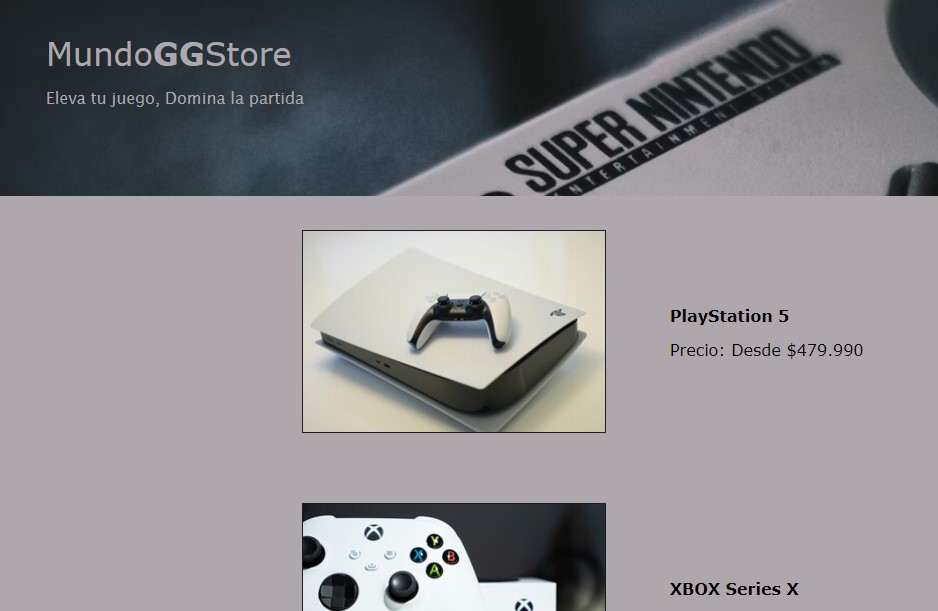 MundoGGStore
Eleva tu juego, Domina la partida
SUPER NINTENDO
ENTERTAINMENT SYSTEM
PlayStation 5
Precio: Desde $479.990
X
Y
B
A
XBOX Series X